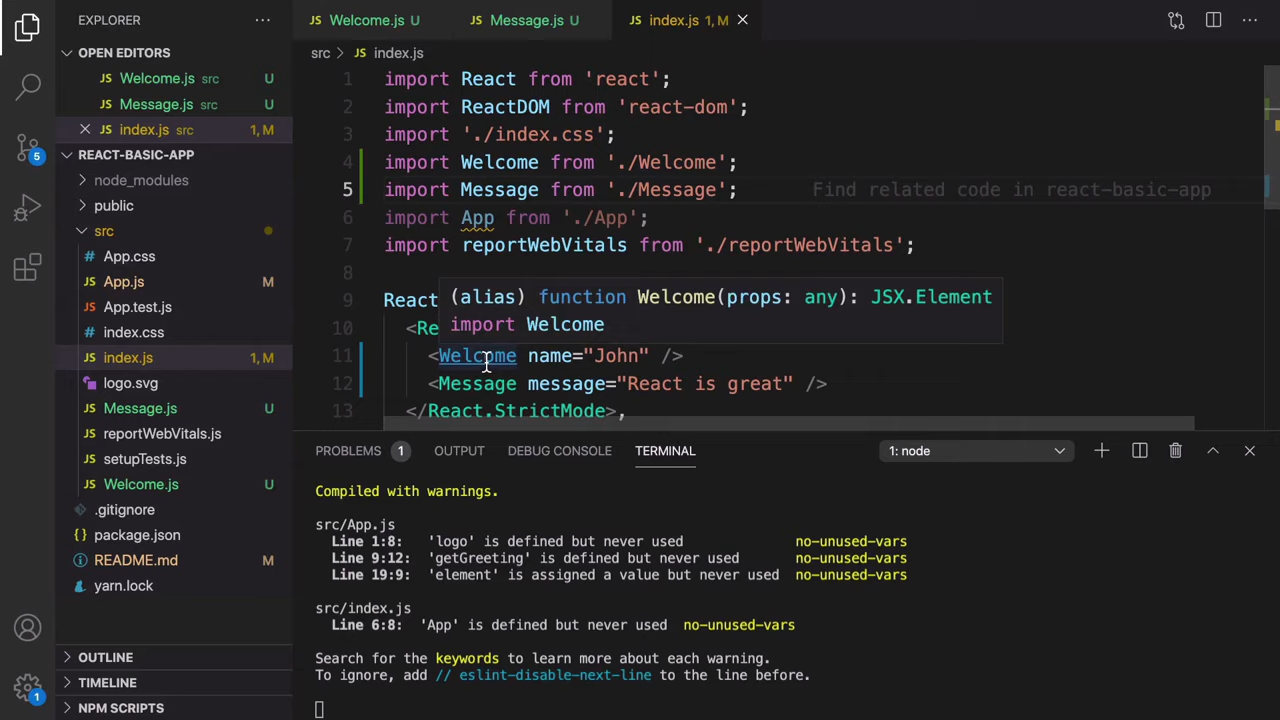 EXPLORER
OPEN EDITORS
JS Welcome.js src U
JS Message.js src U
JS index.js src 1, M
REACT-BASIC-APP
node_modules
public
src
# App.css
JS App.js M
JS App.test.js
# index.css
JS index.js 1, M
logo.svg
JS Message.js U
JS reportWebVitals.js
JS setupTests.js
JS Welcome.js U
.gitignore
{} package.json
README.md M
yarn.lock
OUTLINE
TIMELINE
NPM SCRIPTS
5
1
JS Welcome.js U JS Message.js U JS index.js 1, M
src > JS index.js
1 import React from 'react';
2 import ReactDOM from 'react-dom';
3 import './index.css';
4 import Welcome from './Welcome';
5 import Message from './Message'; Find related code in react-basic-app
6 import App from './App';
7 import reportWebVitals from './reportWebVitals';
8
9 React
(alias) function Welcome(props: any): JSX.Element
import Welcome
10 <Re
11 <Welcome name="John" />
12 <Message message="React is great" />
13 </React.StrictMode>,
PROBLEMS 1 OUTPUT DEBUG CONSOLE TERMINAL 1: node
Compiled with warnings.
src/App.js
Line 1:8: 'logo' is defined but never used no-unused-vars
Line 9:12: 'getGreeting' is defined but never used no-unused-vars
Line 19:9: 'element' is assigned a value but never used no-unused-vars
src/index.js
Line 6:8: 'App' is defined but never used no-unused-vars
Search for the keywords to learn more about each warning.
To ignore, add // eslint-disable-next-line to the line before.